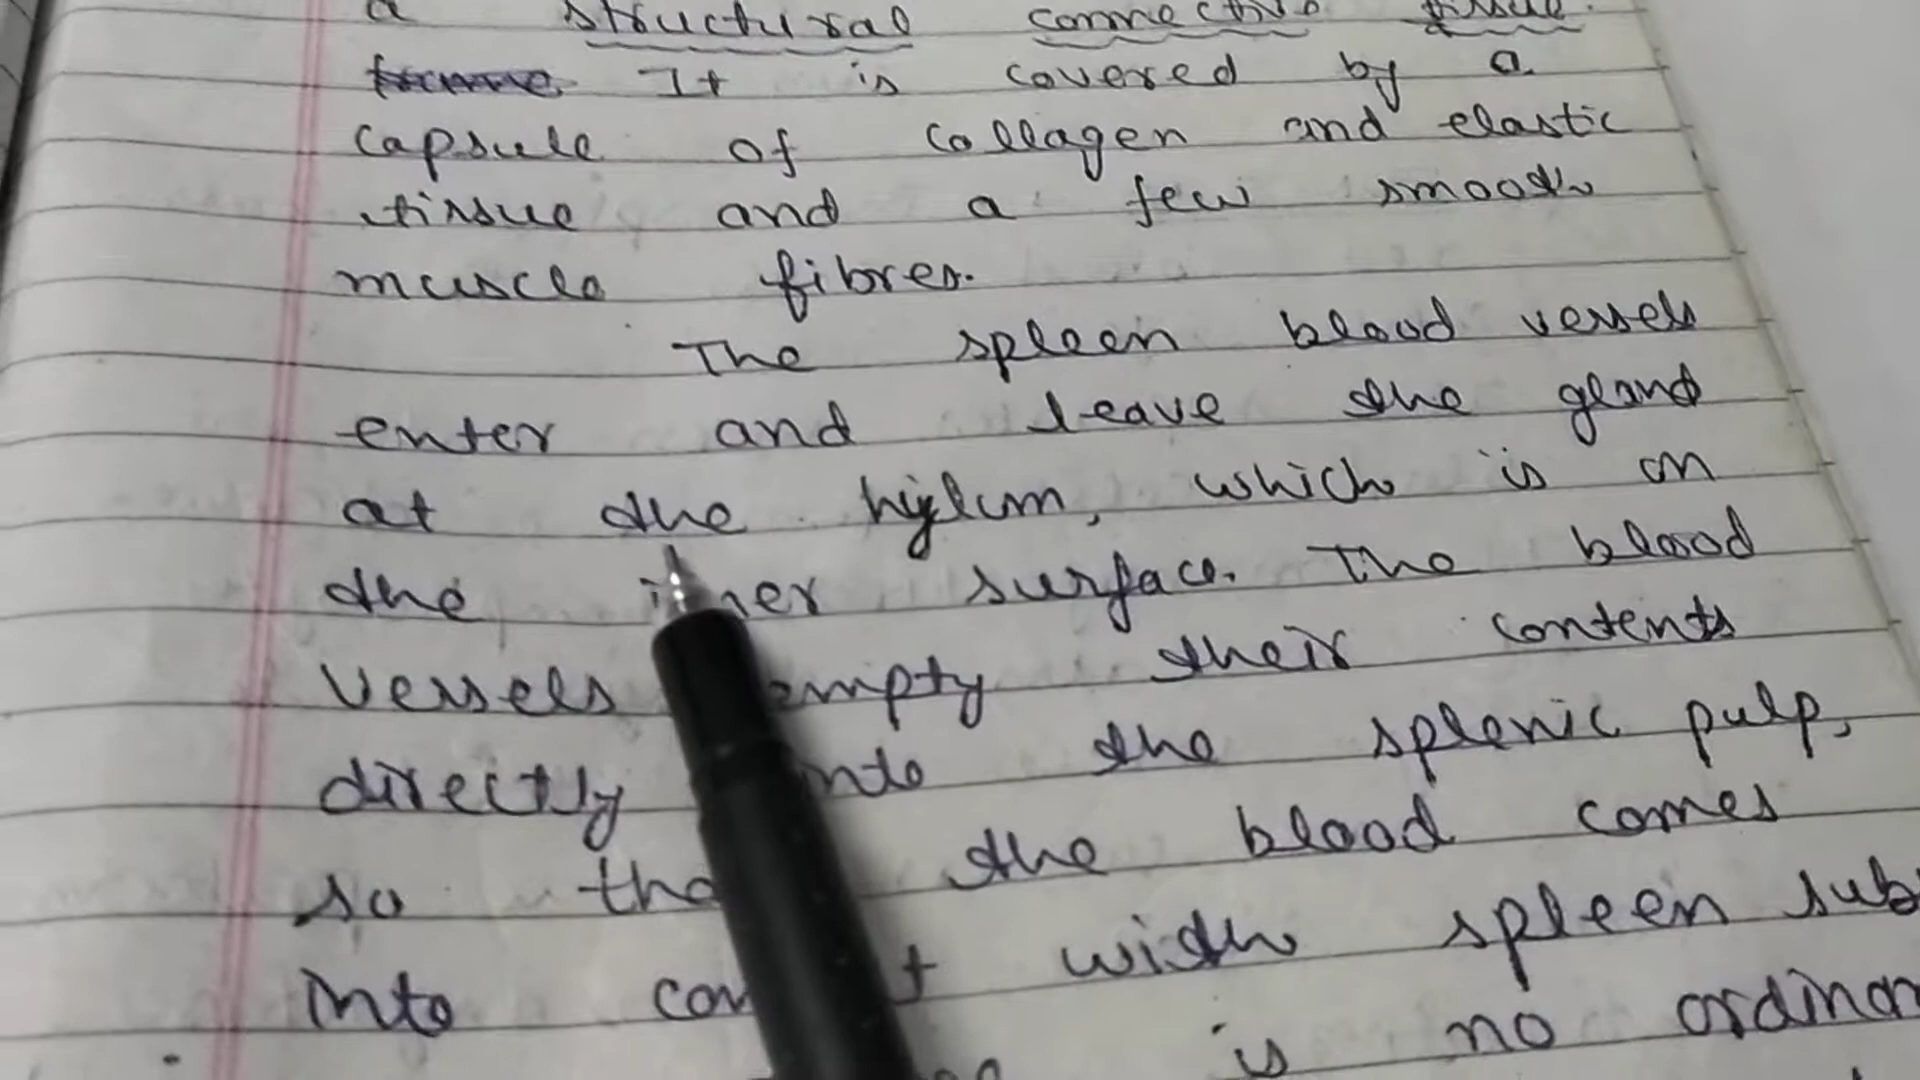 a structural connective tissue.
It is covered by a
capsule of collagen and elastic
tissue and a few smooth
muscle fibres.
The spleen blood vessels
enter and leave the gland
at the hylum, which is on
the surface. The blood
vessels empty their contents
directly into the splenic pulp,
so the blood comes
into with spleen
is no